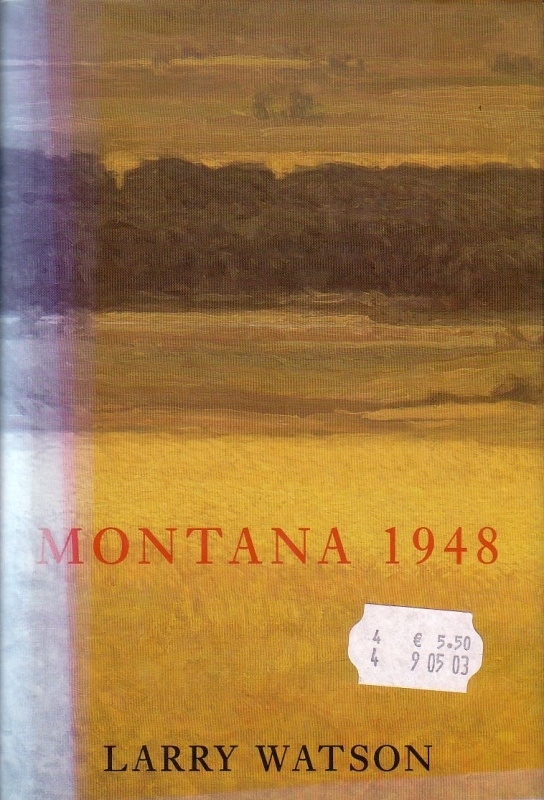 MONTANA 1948
4 € 5.50
4 9 05 03
LARRY WATSON